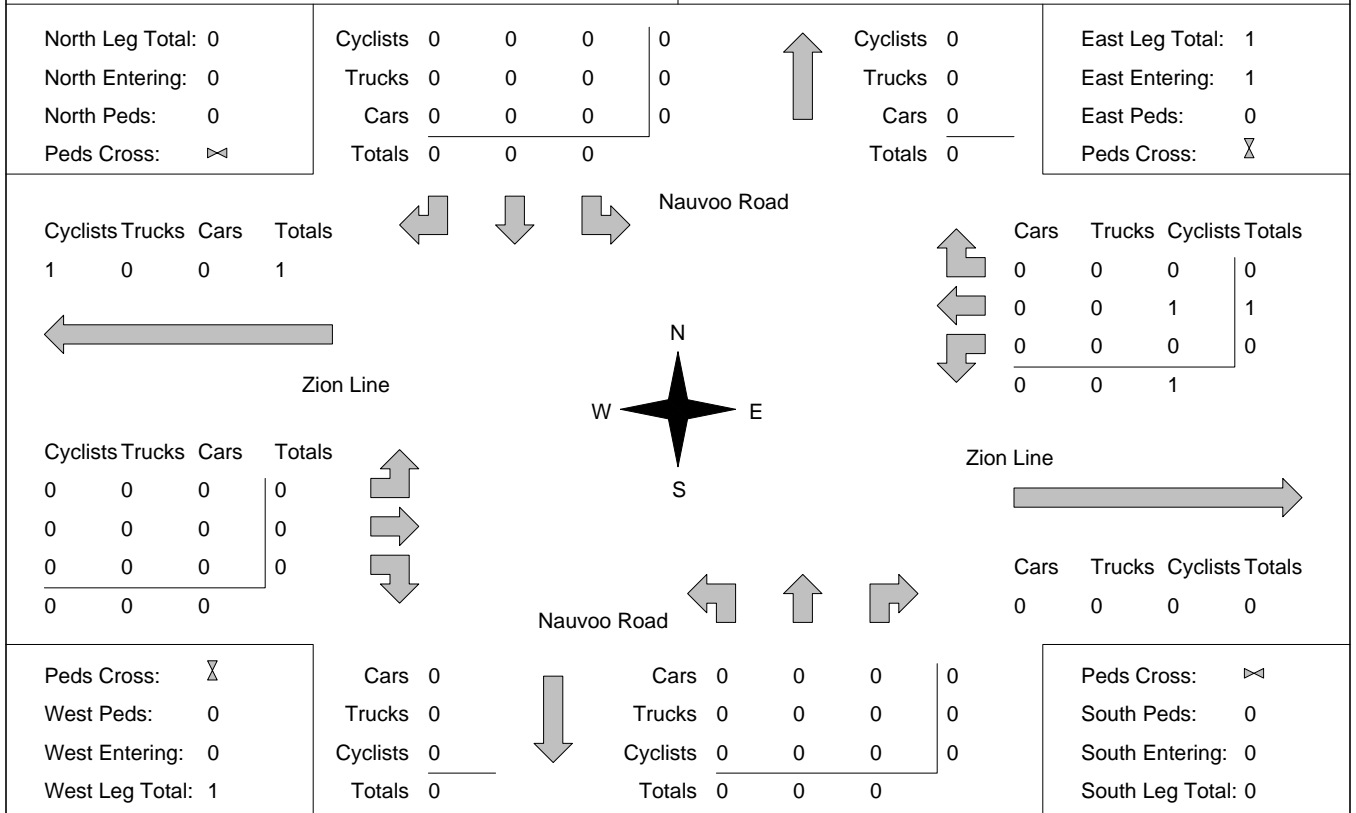 North Leg Total: 0 Cyclists 0 0 0 0 Cyclists 0 East Leg Total: 1
North Entering: 0 Trucks 0 0 0 0 Trucks 0 East Entering: 1
North Peds: 0 Cars 0 0 0 0 Cars 0 East Peds: 0
Peds Cross: Totals 0 0 0 Totals 0 Peds Cross:
Nauvoo Road
Cyclists Trucks Cars Totals Cars Trucks Cyclists Totals
1 0 0 1 0 0 0 0
0 0 1 1
N
0 0 0 0
Zion Line 0 0 1
W E
Cyclists Trucks Cars Totals Zion Line
0 0 0 0 S
0 0 0 0
0 0 0 0 Cars Trucks Cyclists Totals
0 0 0 0 0 0 0
Nauvoo Road
Peds Cross: Cars 0 Cars 0 0 0 0 Peds Cross:
West Peds: 0 Trucks 0 Trucks 0 0 0 0 South Peds: 0
West Entering: 0 Cyclists 0 Cyclists 0 0 0 0 South Entering: 0
West Leg Total: 1 Totals 0 Totals 0 0 0 South Leg Total: 0